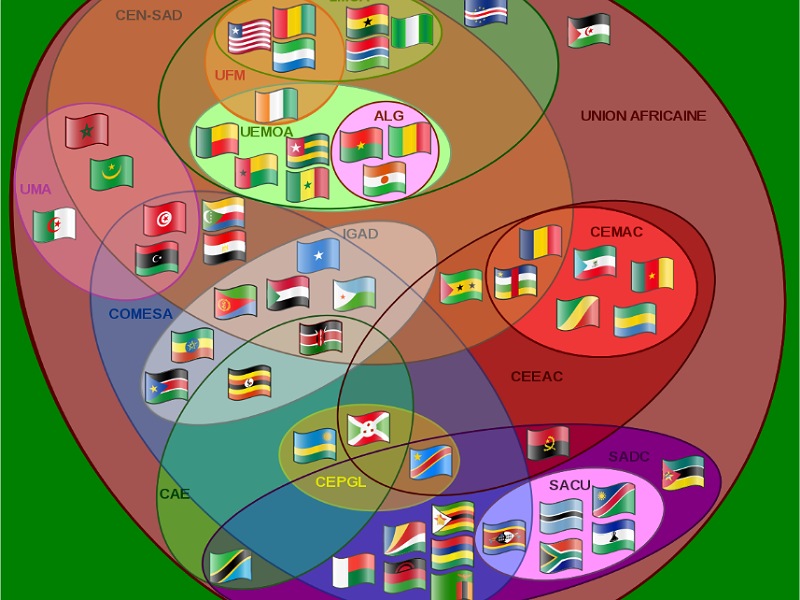 CEN-SAD
UFM
UNION AFRICAINE
ALG
UEMOA
UMA
IGAD
CEMAC
COMESA
CEEAC
SADC
CEPGL
SACU
CAE